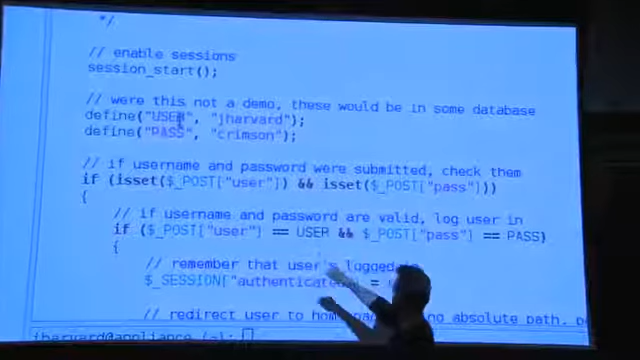 */
// enable sessions
session_start();
// were this not a demo, these would be in some database
define("USER", "jharvard");
define("PASS", "crimson");
// if username and password were submitted, check them
if (isset($_POST["user"]) && isset($_POST["pass"]))
{
// if username and password are valid, log user in
if ($_POST["user"] == USER && $_POST["pass"] == PASS)
{
// remember that user's logged in
$_SESSION["authenticated"] =
// redirect user to home absolute path,
jharvard@appliance (~):